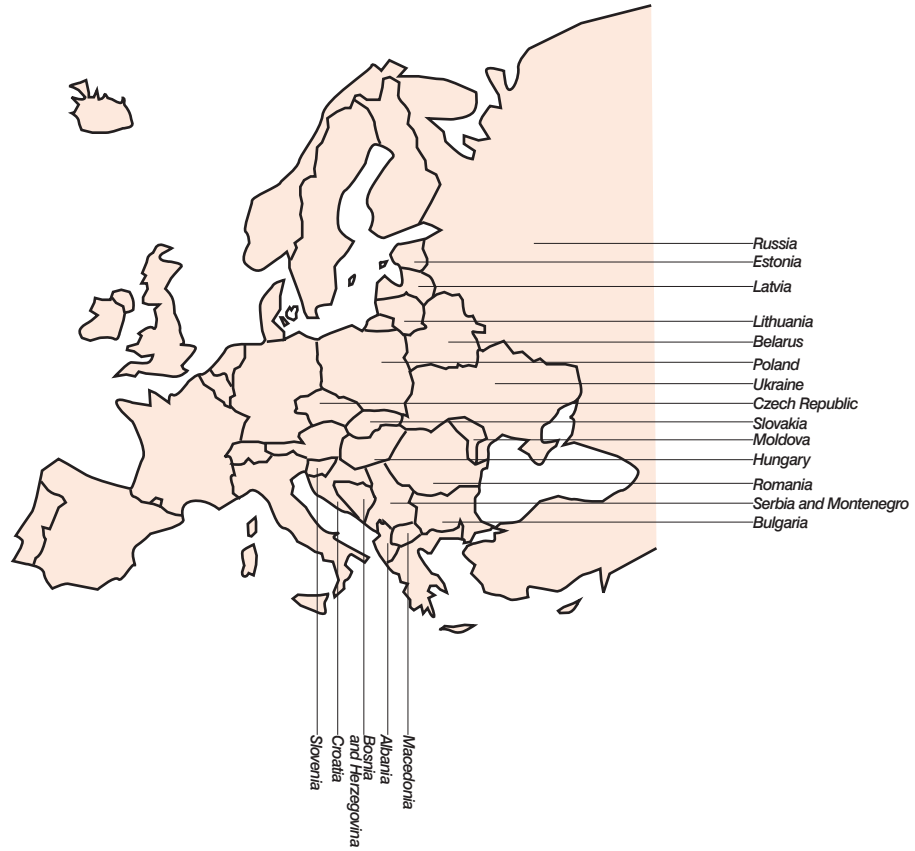 Russia
Estonia
Latvia
Lithuania
Belarus
Poland
Ukraine
Czech Republic
Slovakia
Moldova
Hungary
Romania
Serbia and Montenegro
Bulgaria
Slovenia
Croatia
Bosnia
and Herzegovina
Albania
Macedonia